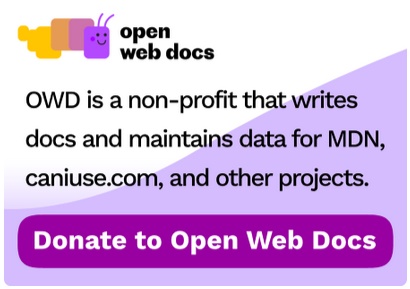 open
web docs
OWD is a non-profit that writes
docs and maintains data for MDN,
caniuse.com, and other projects.
Donate to Open Web Docs